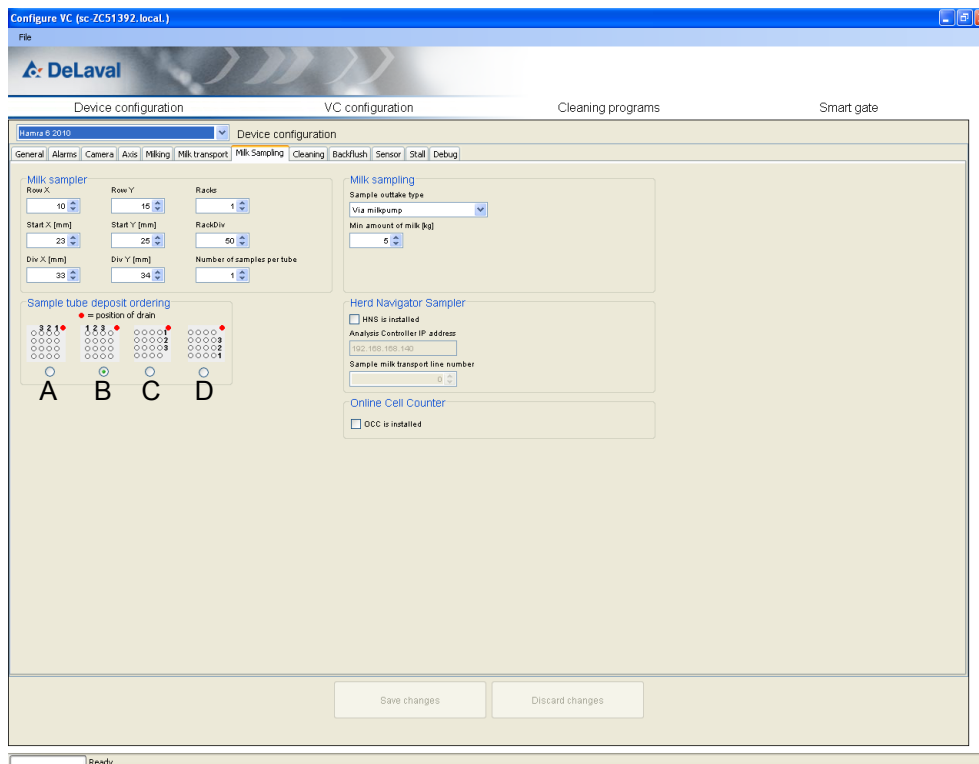 Configure VC (sc-ZC51392.local.)
File
DeLaval
Device configuration VC configuration Cleaning programs Smart gate
Hamra 6 2010 Device configuration
General Alarms Camera Axis Milking Milk transport Milk Sampling Cleaning Backflush Sensor Stall Debug
Milk sampler
Row X Row Y Racks
10 15 1
Start X [mm] Start Y [mm] RackDiv
23 25 50
Div X [mm] Div Y [mm] Number of samples per tube
33 34 1
Milk sampling
Sample outtake type
Via milkpump
Min amount of milk [kg]
5
Sample tube deposit ordering
= position of drain
3 2 1 1 2 3 1 2 3 3 2 1
A B C D
Herd Navigator Sampler
HNS is installed
Analysis Controller IP address
192.168.168.140
Sample milk transport line number
0
Online Cell Counter
OCC is installed
Save changes Discard changes
Ready